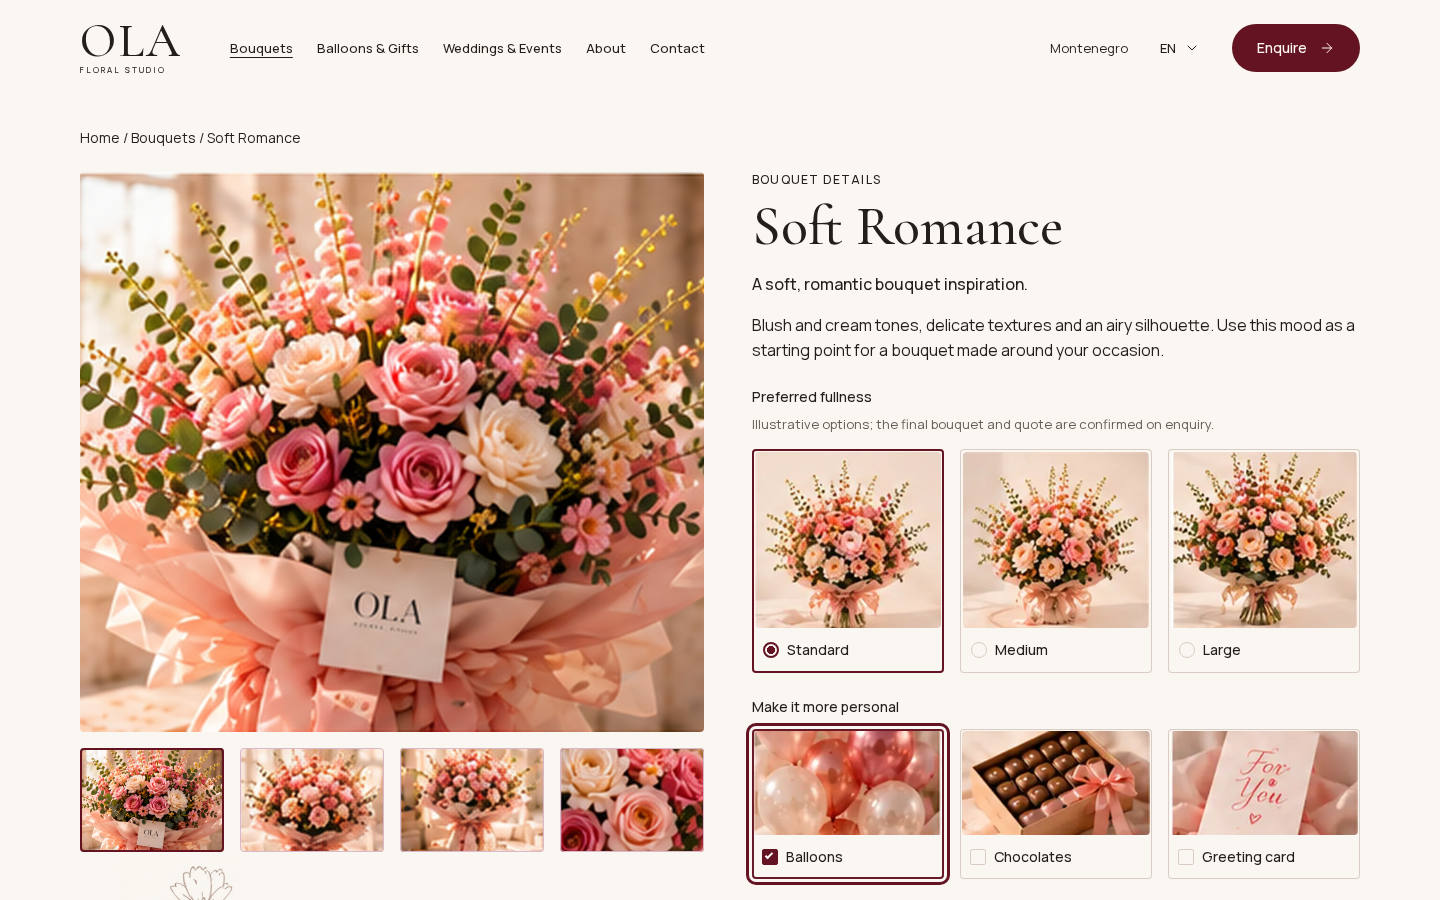 OLA
FLORAL STUDIO
Bouquets
Balloons & Gifts
Weddings & Events
About
Contact
Montenegro
EN
Enquire
Home / Bouquets / Soft Romance
OLA
BOUQUET DETAILS
Soft Romance
A soft, romantic bouquet inspiration.
Blush and cream tones, delicate textures and an airy silhouette. Use this mood as a
starting point for a bouquet made around your occasion.
Preferred fullness
Illustrative options; the final bouquet and quote are confirmed on enquiry.
Standard
Medium
Large
Make it more personal
For
You
Balloons
Chocolates
Greeting card
OLA